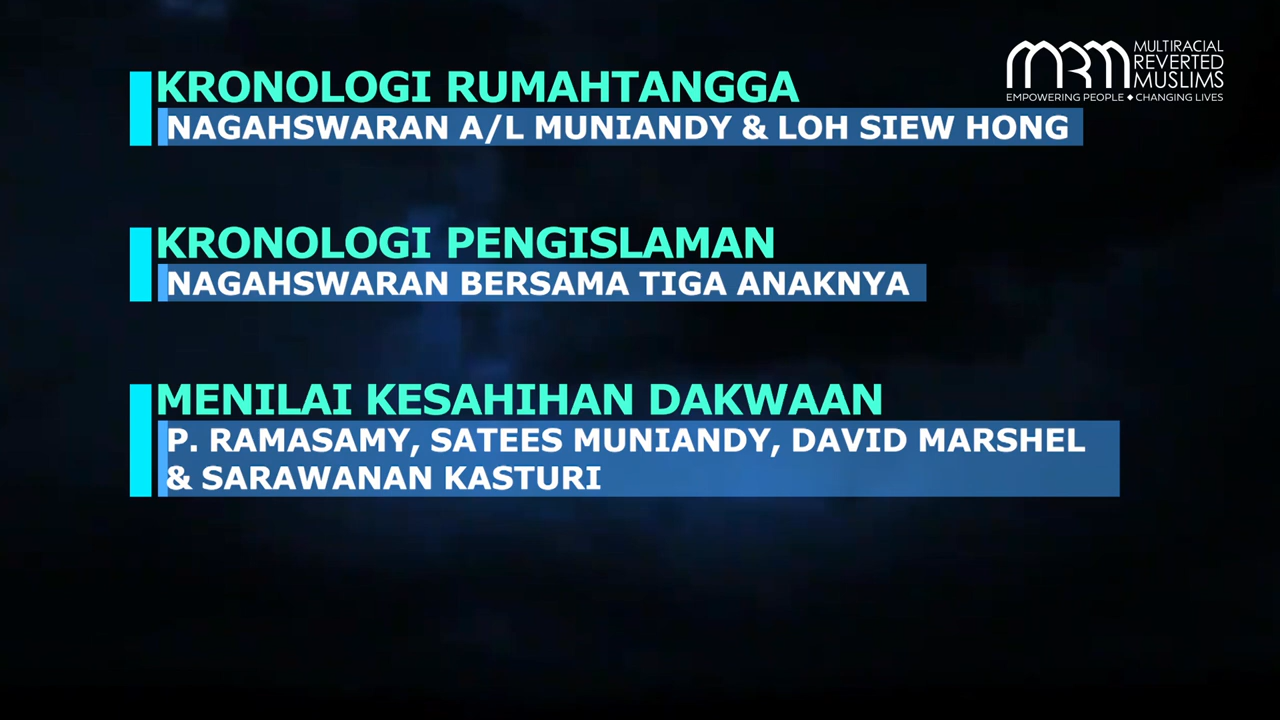 MRM
MULTIRACIAL
REVERTED
MUSLIMS
EMPOWERING PEOPLE ◆ CHANGING LIVES
KRONOLOGI RUMAHTANGGA
NAGAHSWARAN A/L MUNIANDY & LOH SIEW HONG
KRONOLOGI PENGISLAMAN
NAGAHSWARAN BERSAMA TIGA ANAKNYA
MENILAI KESAHIHAN DAKWAAN
P. RAMASAMY, SATEES MUNIANDY, DAVID MARSHEL
& SARAWANAN KASTURI